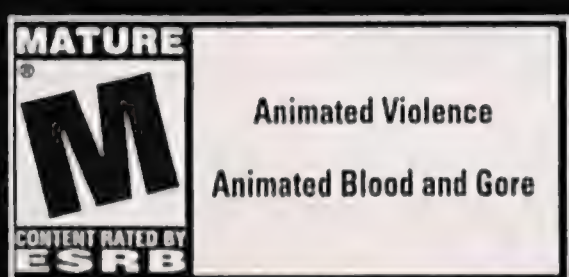 MATURE
®
M
CONTENT RATED BY
ESRB
Animated Violence
Animated Blood and Gore